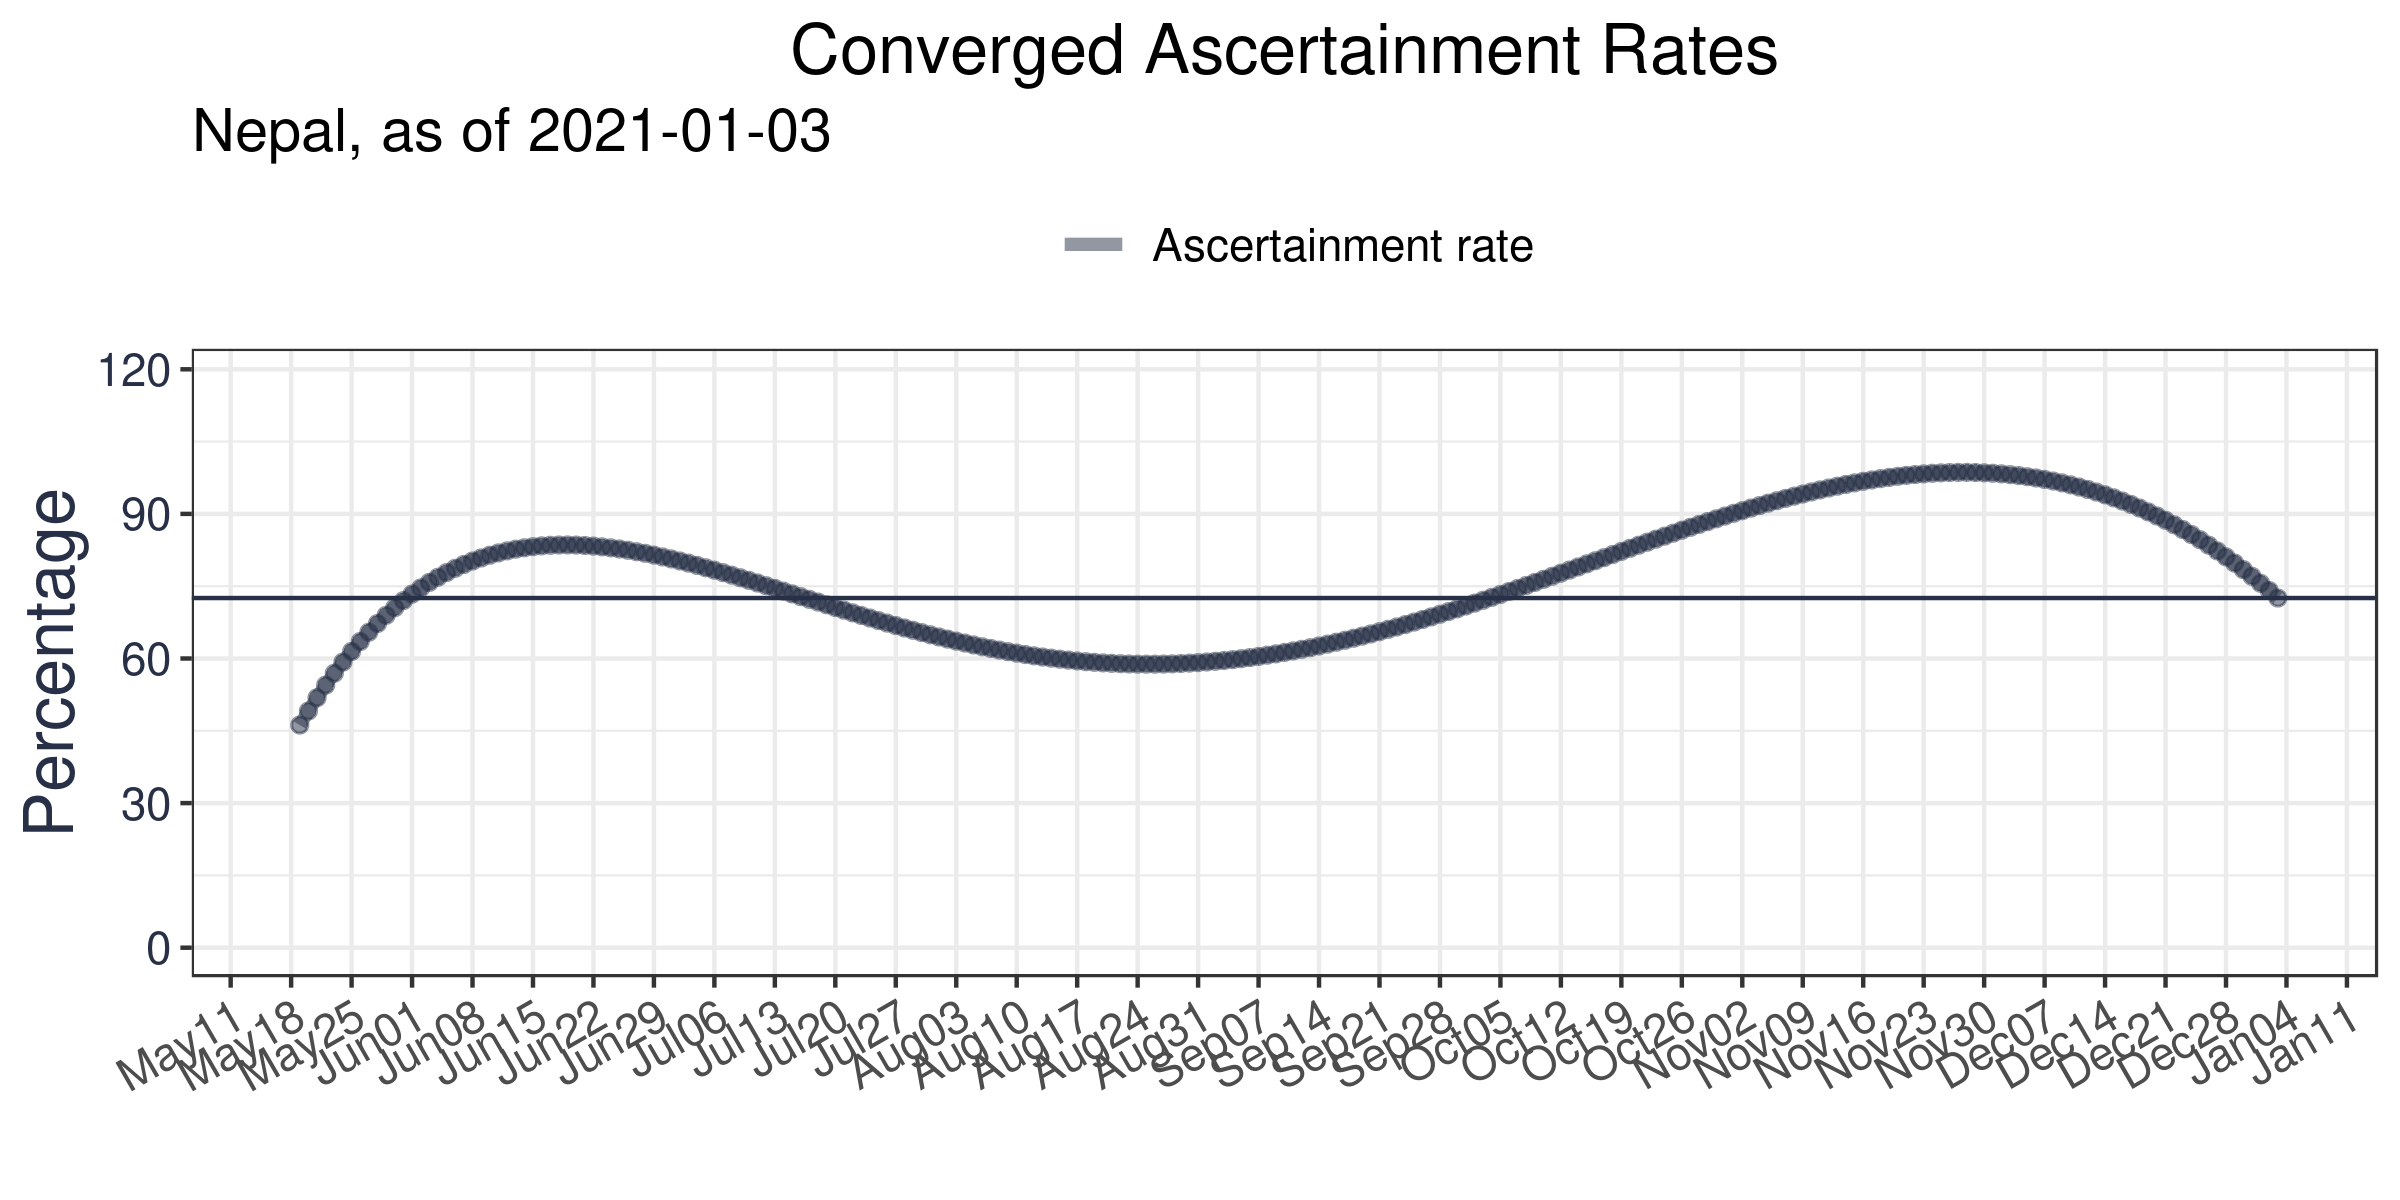 Converged Ascertainment Rates
Nepal, as of 2021-01-03
Ascertainment rate
Percentage
120
90
60
30
0
May11 May18 May25 Jun01 Jun08 Jun15 Jun22 Jun29 Jul06 Jul13 Jul20 Jul27 Aug03 Aug10 Aug17 Aug24 Aug31 Sep07 Sep14 Sep21 Sep28 Oct05 Oct12 Oct19 Oct26 Nov02 Nov09 Nov16 Nov23 Nov30 Dec07 Dec14 Dec21 Dec28 Jan04 Jan11